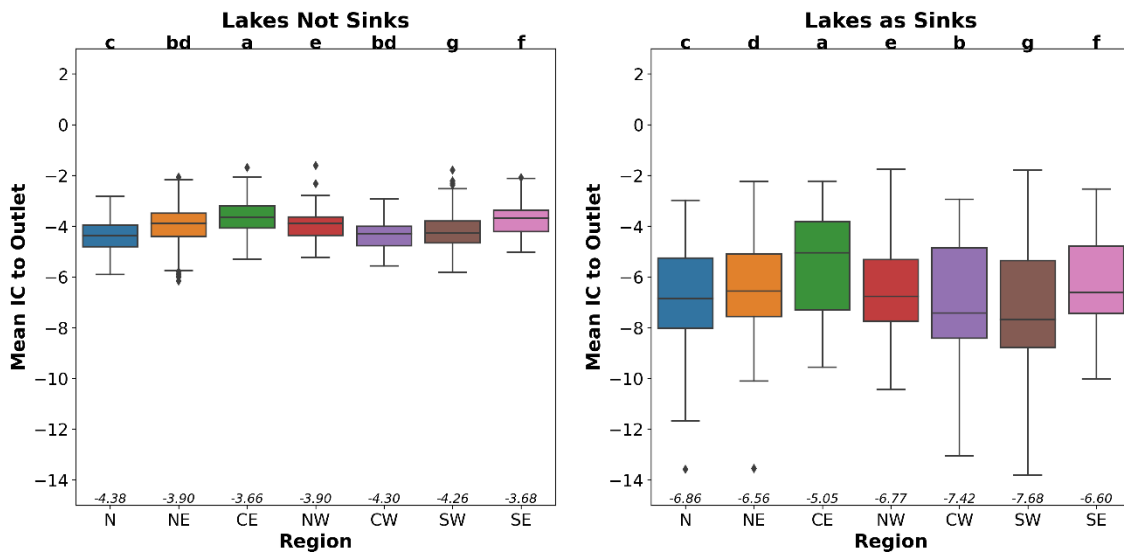 Lakes Not Sinks
c bd a e bd g f
2
0
−2
−4
−6
−8
−10
−12
−14
Mean IC to Outlet
-4.38 -3.90 -3.66 -3.90 -4.30 -4.26 -3.68
N NE CE NW CW SW SE
Region
Lakes as Sinks
c d a e b g f
2
0
−2
−4
−6
−8
−10
−12
−14
Mean IC to Outlet
-6.86 -6.56 -5.05 -6.77 -7.42 -7.68 -6.60
N NE CE NW CW SW SE
Region